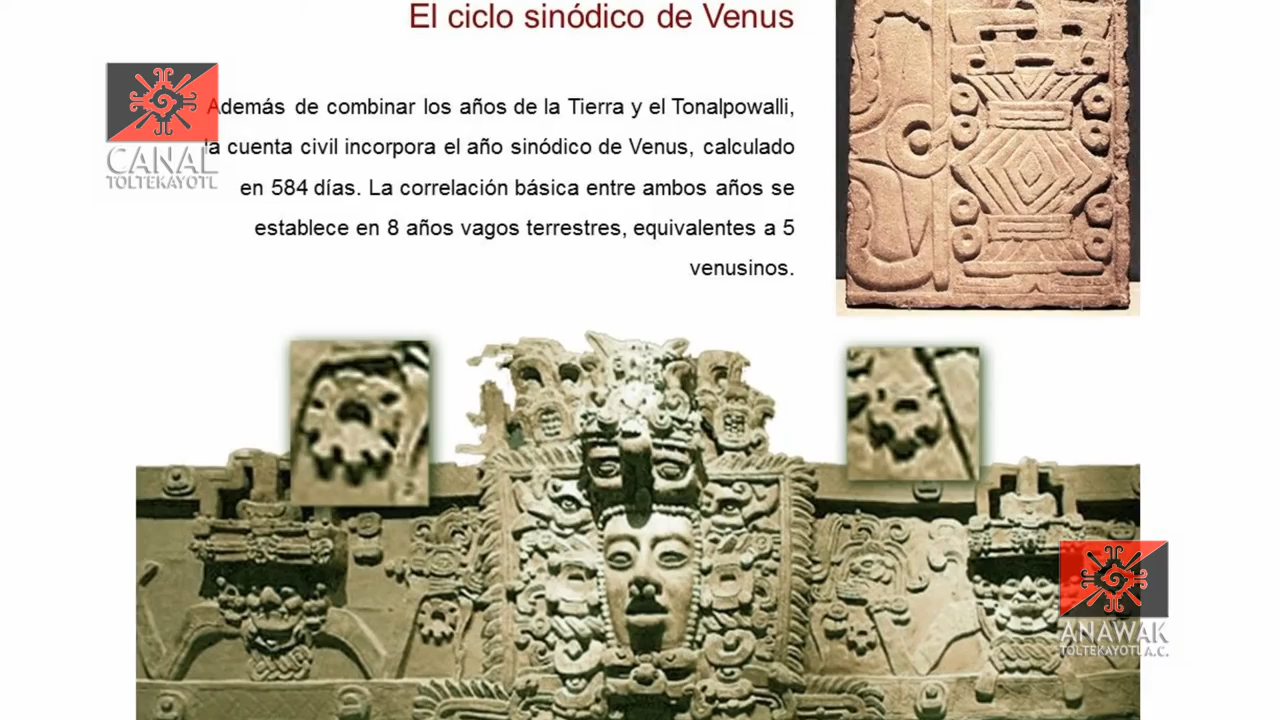 El ciclo sinódico de Venus
CANAL
TOLTEKAYOTL
Además de combinar los años de la Tierra y el Tonalpowalli,
la cuenta civil incorpora el año sinódico de Venus, calculado
en 584 días. La correlación básica entre ambos años se
establece en 8 años vagos terrestres, equivalentes a 5
venusinos.
ANAWAK
TOLTEKAYOTL A.C.